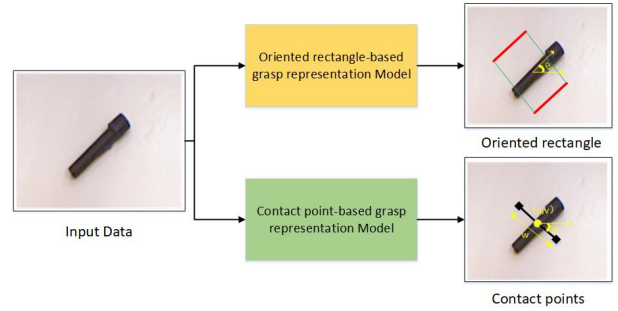 Oriented rectangle-based
grasp representation Model
θ
Oriented rectangle
Input Data
Contact point-based grasp
representation Model
w
Contact points